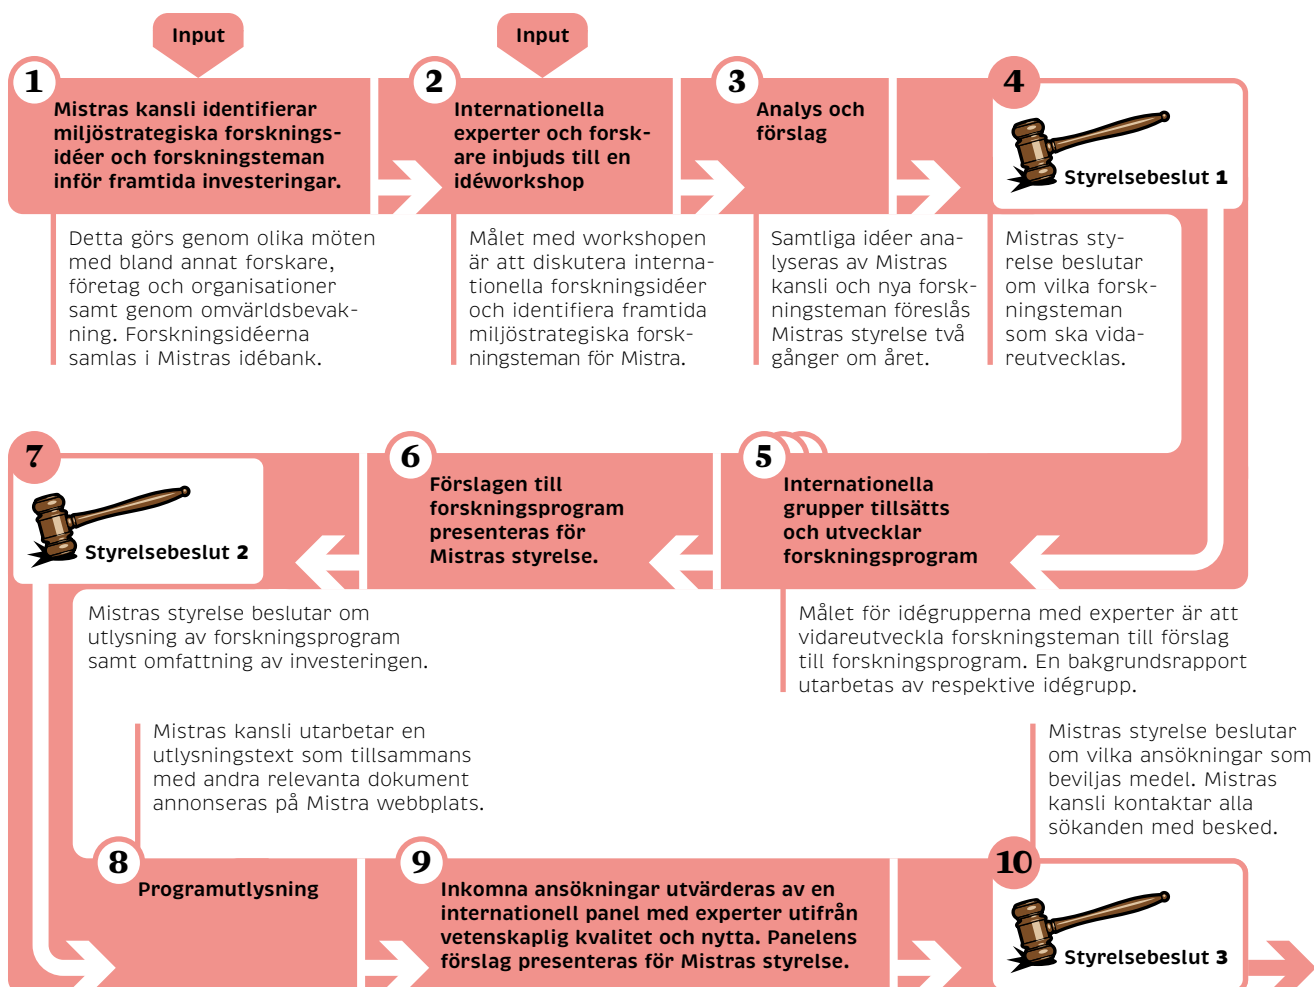 Input
1
Mistras kansli identifierar
miljöstrategiska forsknings-
idéer och forskningsteman
inför framtida investeringar.
Detta görs genom olika möten
med bland annat forskare,
företag och organisationer
samt genom omvärldsbevak-
ning. Forskningsidéerna
samlas i Mistras idébank.
Input
2
Internationella
experter och forsk-
are inbjuds till en
idéworkshop
Målet med workshopen
är att diskutera interna-
tionella forskningsidéer
och identifiera framtida
miljöstrategiska forsk-
ningsteman för Mistra.
3
Analys och
förslag
Samtliga idéer ana-
lyseras av Mistras
kansli och nya forsk-
ningsteman föreslås
Mistras styrelse två
gånger om året.
4
Styrelsebeslut 1
Mistras sty-
relse beslutar
om vilka forsk-
ningsteman
som ska vida-
reutvecklas.
5
Internationella
grupper tillsätts
och utvecklar
forskningsprogram
Målet för idégrupperna med experter är att
vidareutveckla forskningsteman till förslag
till forskningsprogram. En bakgrundsrapport
utarbetas av respektive idégrupp.
6
Förslagen till
forskningsprogram
presenteras för
Mistras styrelse.
7
Styrelsebeslut 2
Mistras styrelse beslutar om
utlysning av forskningsprogram
samt omfattning av investeringen.
Mistras kansli utarbetar en
utlysningstext som tillsammans
med andra relevanta dokument
annonseras på Mistra webbplats.
8
Programutlysning
9
Inkomna ansökningar utvärderas av en
internationell panel med experter utifrån
vetenskaplig kvalitet och nytta. Panelens
förslag presenteras för Mistras styrelse.
Mistras styrelse beslutar
om vilka ansökningar som
beviljas medel. Mistras
kansli kontaktar alla
sökanden med besked.
10
Styrelsebeslut 3